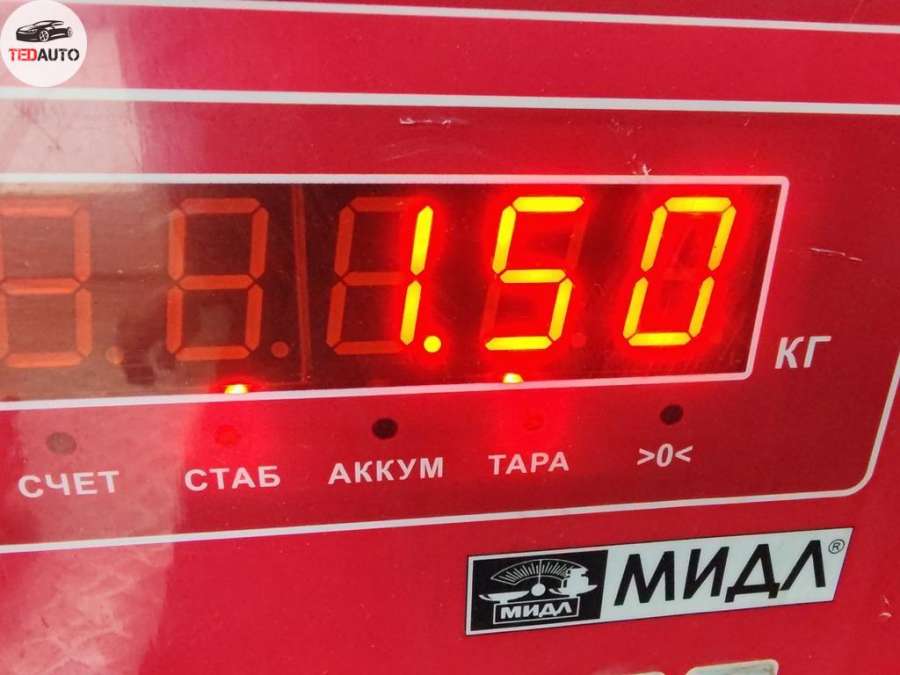 TEDAUTO
1.50
КГ
СЧЕТ СТАБ АККУМ ТАРА >0<
МИДЛ МИДЛ®